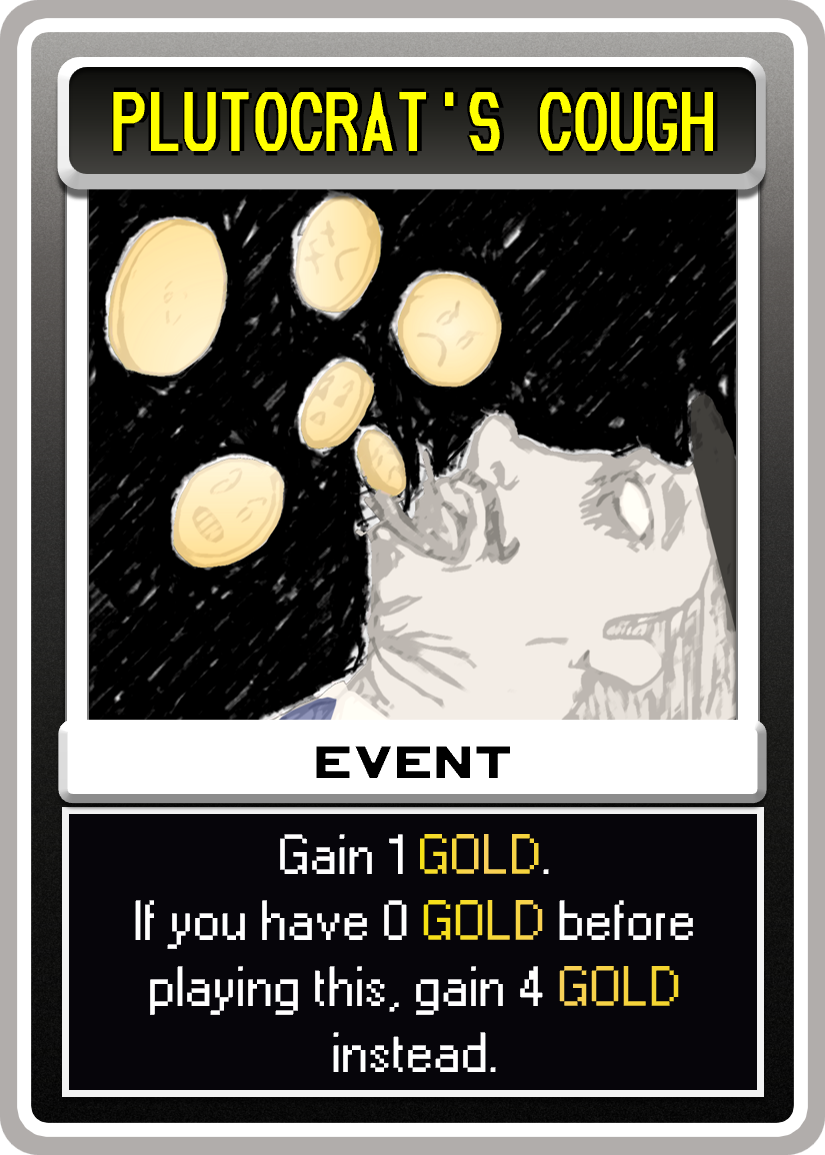 PLUTOCRAT'S COUGH
EVENT
Gain 1 GOLD.
If you have 0 GOLD before
playing this, gain 4 GOLD
instead.